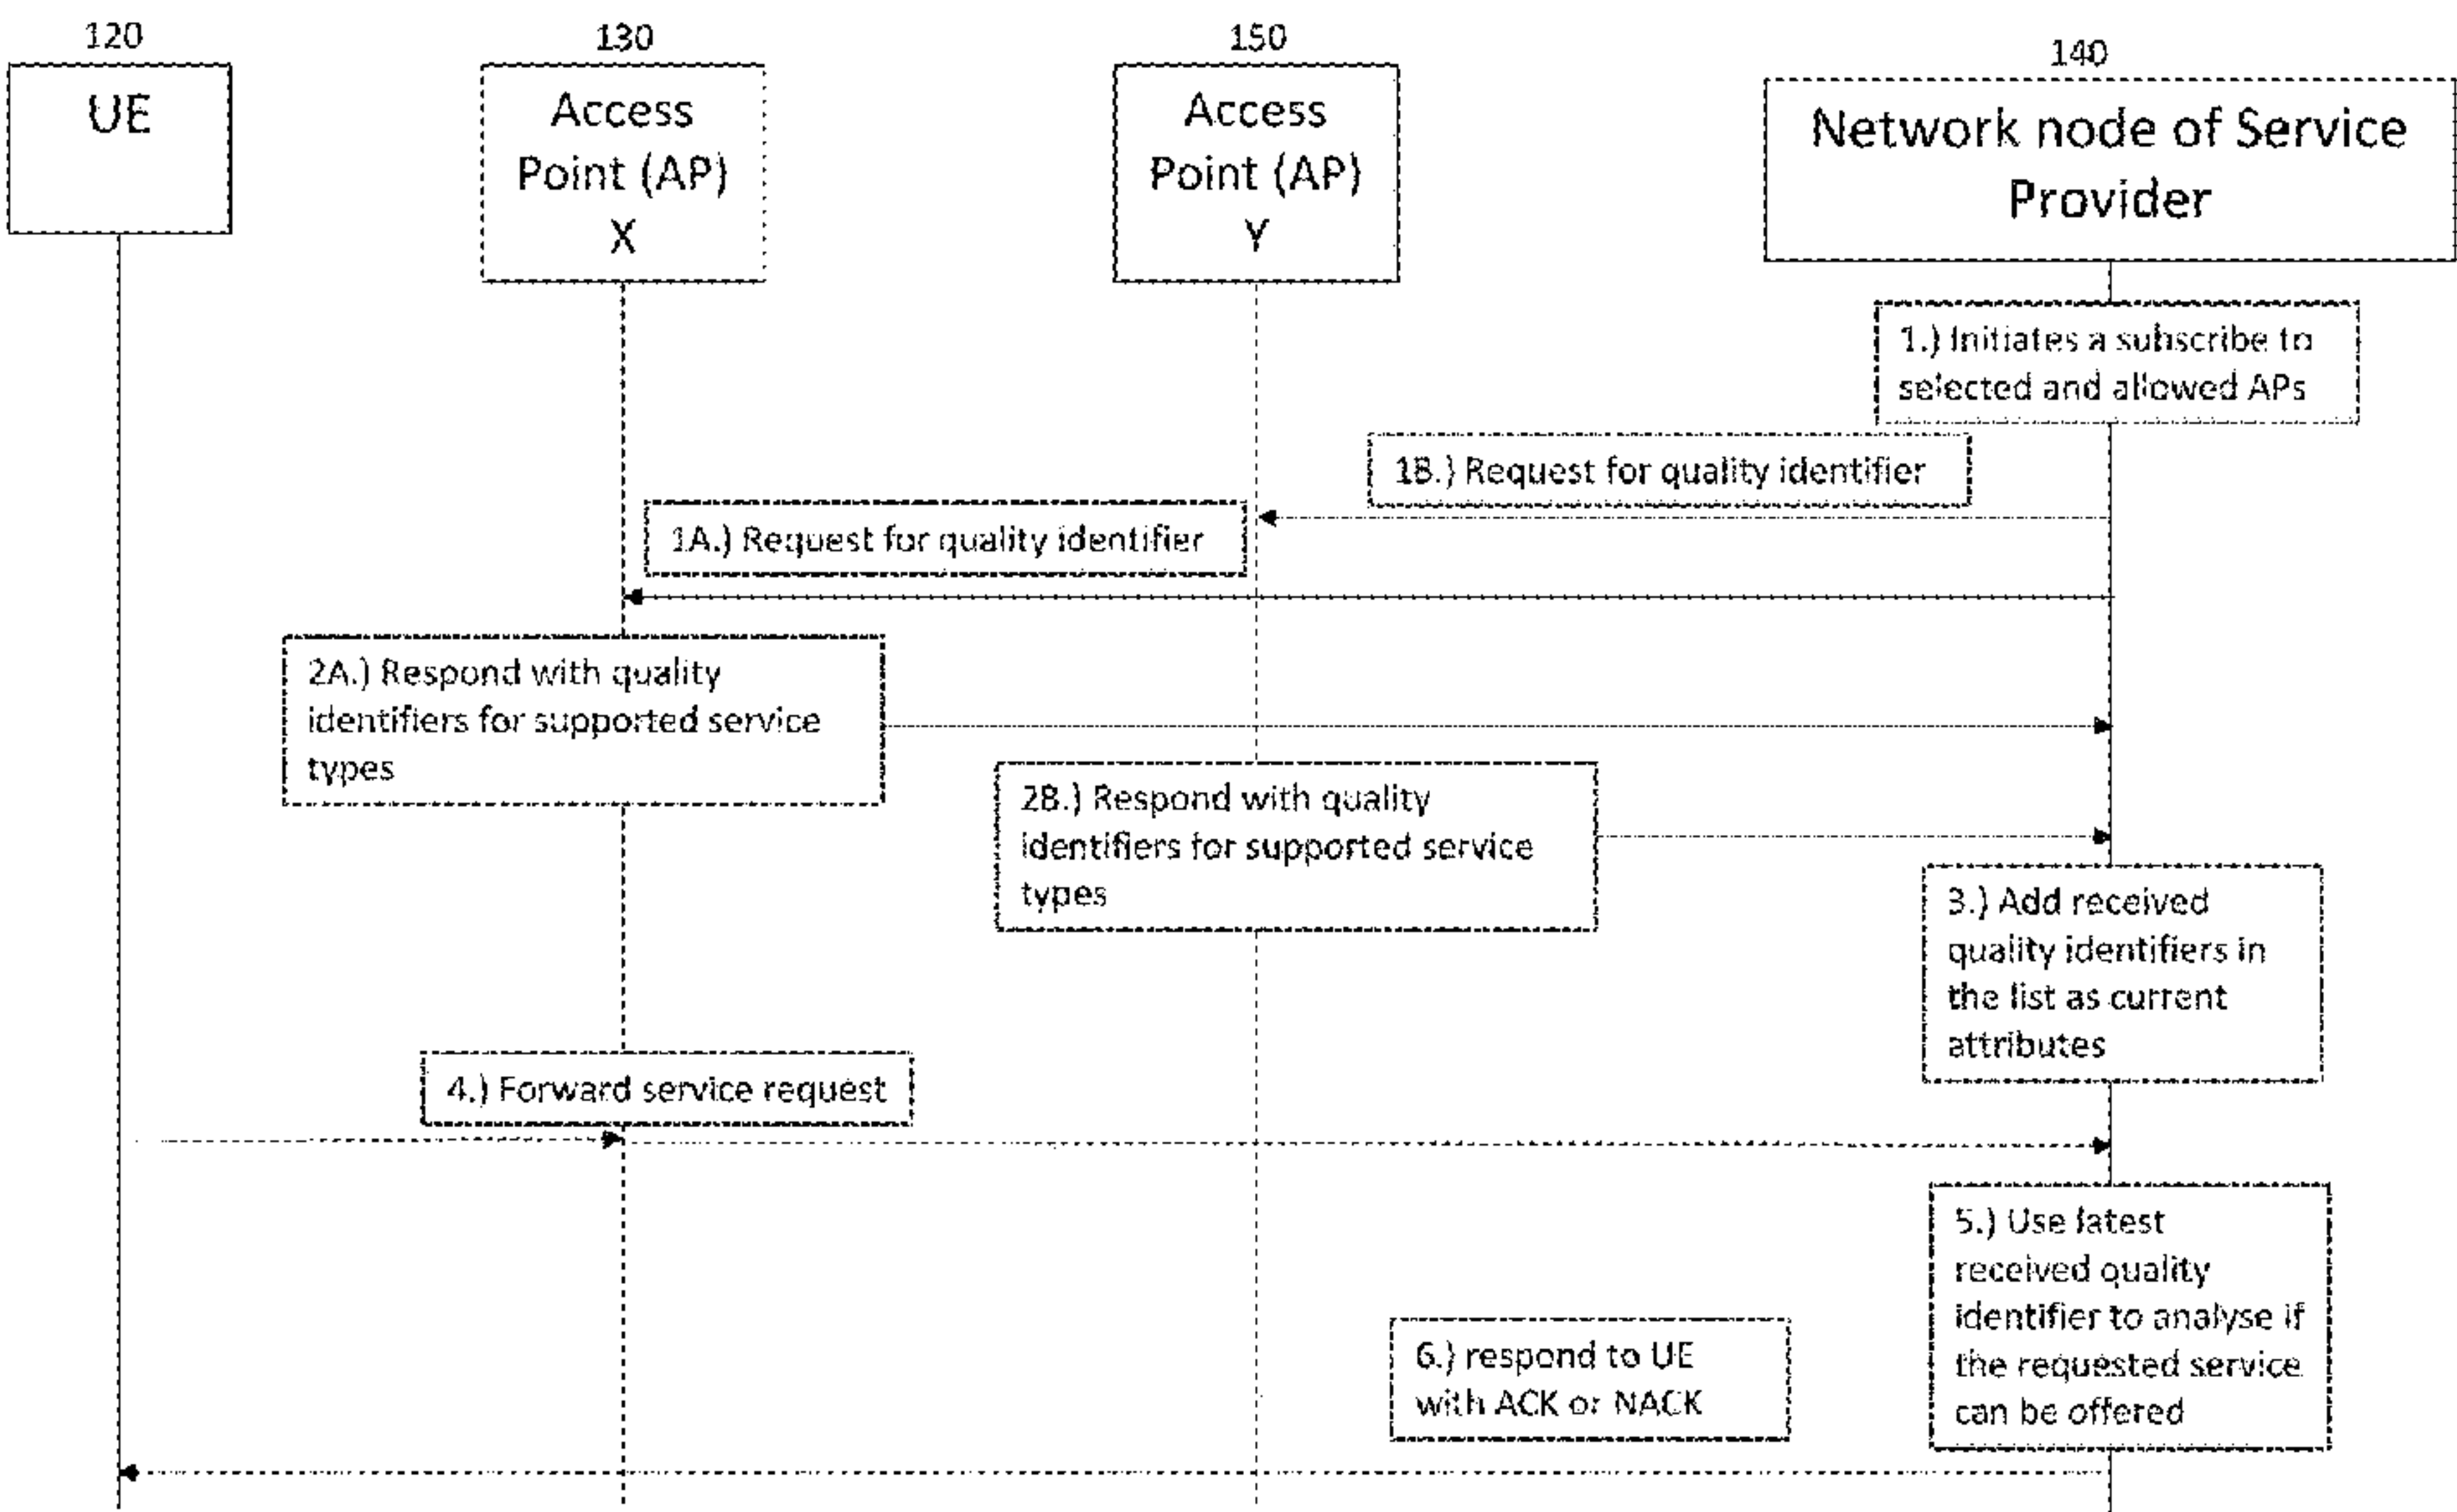 120
130
150
140
UE
Access
Point (AP)
X
Access
Point (AP)
Y
Network node of Service
Provider
1.) Initiates a subscribe to
selected and allowed APs
1B.) Request for quality identifier
1A.) Request for quality identifier
2A.) Respond with quality
identifiers for supported service
types
2B.) Respond with quality
identifiers for supported service
types
3.) Add received
quality identifiers in
the list as current
attributes
4.) Forward service request
5.) Use latest
received quality
identifier to analyse if
the requested service
can be offered
6.) respond to UE
with ACK or NACK